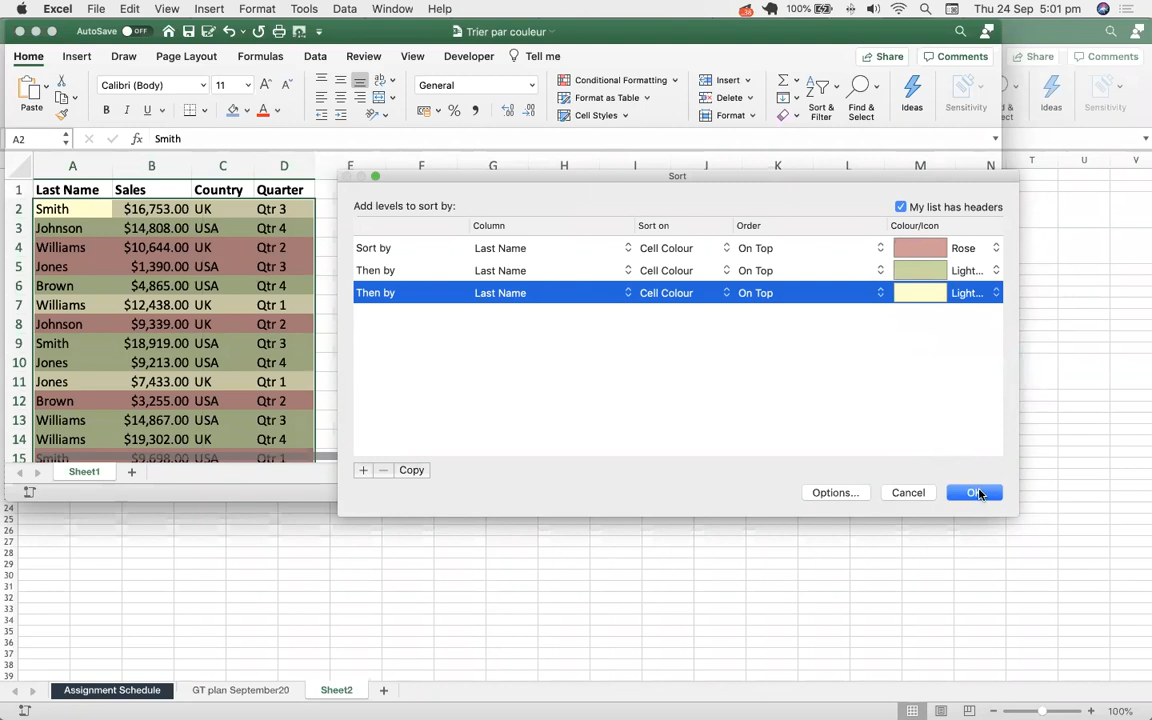 Excel File Edit View Insert Format Tools Data Window Help 100% Thu 24 Sep 5:01 pm
AutoSave OFF Trier par couleur
Home Insert Draw Page Layout Formulas Data Review View Developer Tell me Share Comments Share Comments
Paste Calibri (Body) 11 General Conditional Formatting Insert
Format as Table Delete
B I U Cell Styles Format
Sort & Filter Find & Select Ideas Sensitivity Ideas Sensitivity
A2 fx Smith
A B C D E F G H I J K L M N T U V
1 Last Name Sales Country Quarter
2 Smith $16,753.00 UK Qtr 3
3 Johnson $14,808.00 USA Qtr 4
4 Williams $10,644.00 UK Qtr 2
5 Jones $1,390.00 USA Qtr 3
6 Brown $4,865.00 USA Qtr 4
7 Williams $12,438.00 UK Qtr 1
8 Johnson $9,339.00 UK Qtr 2
9 Smith $18,919.00 USA Qtr 3
10 Jones $9,213.00 USA Qtr 4
11 Jones $7,433.00 UK Qtr 1
12 Brown $3,255.00 USA Qtr 2
13 Williams $14,867.00 USA Qtr 3
14 Williams $19,302.00 UK Qtr 4
15 Smith $9,698.00 USA Qtr 1
Sheet1
Sort
Add levels to sort by: My list has headers
Column Sort on Order Colour/Icon
Sort by Last Name Cell Colour On Top Rose
Then by Last Name Cell Colour On Top Light...
Then by Last Name Cell Colour On Top Light...
+ − Copy
Options... Cancel OK
24
25
26
27
28
29
30
31
32
33
34
35
36
37
38
39
Assignment Schedule GT plan September20 Sheet2
100%